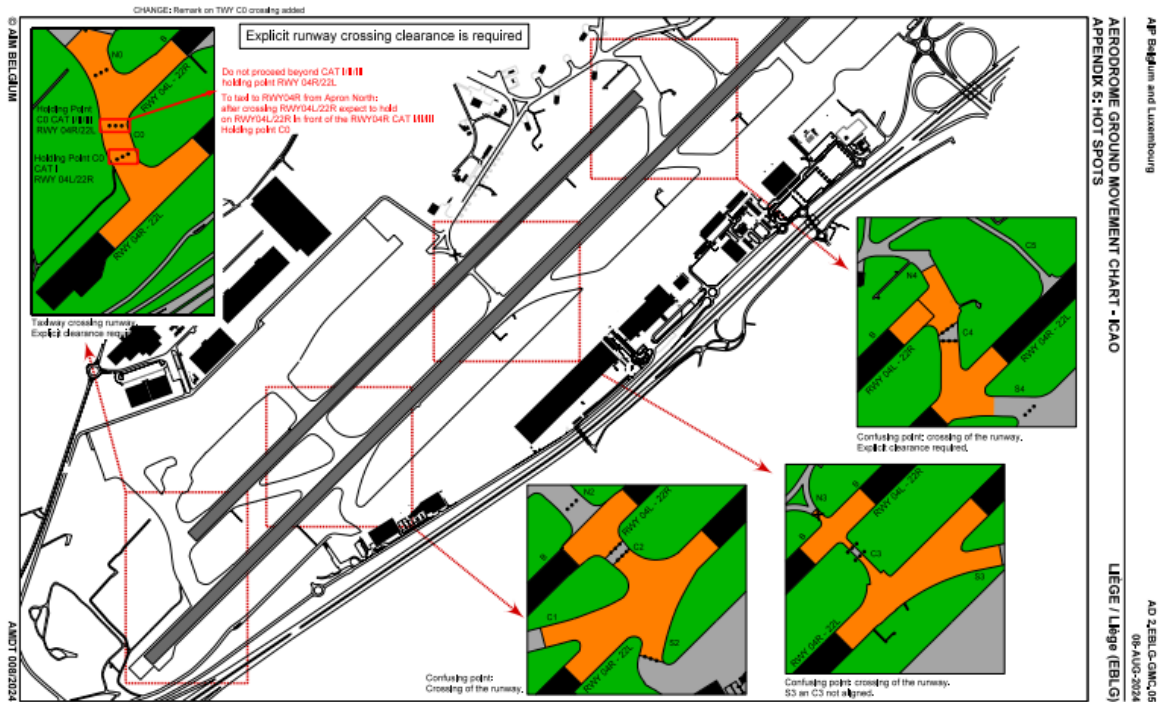 CHANGE: Remark on TWY C0 crossing added
AIP Belgium and Luxembourg
AD 2.EBLG-GMC.05
08-AUG-2024
AERODROME GROUND MOVEMENT CHART - ICAO
APPENDIX 5: HOT SPOTS
LIÈGE / Liège (EBLG)
© AIM BELGIUM
AMDT 008/2024
Explicit runway crossing clearance is required
Do not proceed beyond CAT I/II/III
holding point RWY 04R/22L
To taxi to RWY04R from Apron North:
after crossing RWY04L/22R expect to hold
on RWY04L/22R in front of the RWY04R CAT I/II/III
Holding point C0
N0
B
RWY 04L - 22R
Holding Point
C0 CAT I/II/III
RWY 04R/22L
C0
Holding Point C0
CAT I
RWY 04L/22R
RWY 04R - 22L
Taxiway crossing runway.
N4
C5
B
C4
RWY 04L - 22R
RWY 04R - 22L
S4
Confusing point: crossing of the runway.
Explicit clearance required.
N2
RWY 04L - 22R
B
C2
C1
S2
RWY 04R - 22L
Confusing point:
Crossing of the runway.
N3
B
RWY 04L - 22R
C3
S3
RWY 04R - 22L
Confusing point: crossing of the runway.
S3 an C3 not aligned.